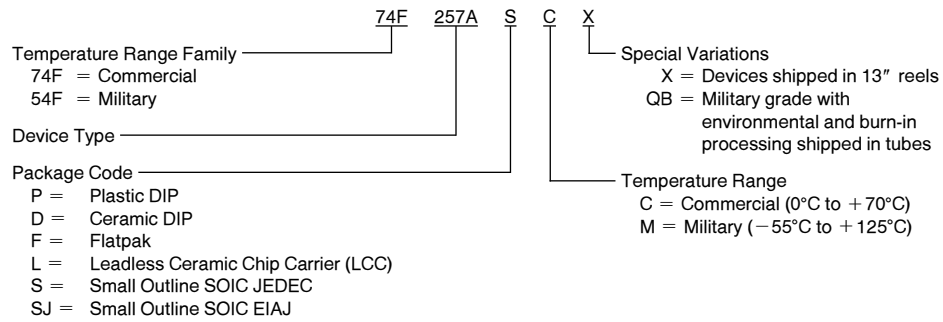 74F 257A S C X
Temperature Range Family
74F = Commercial
54F = Military
Device Type
Package Code
P = Plastic DIP
D = Ceramic DIP
F = Flatpak
L = Leadless Ceramic Chip Carrier (LCC)
S = Small Outline SOIC JEDEC
SJ = Small Outline SOIC EIAJ
Special Variations
X = Devices shipped in 13″ reels
QB = Military grade with
environmental and burn-in
processing shipped in tubes
Temperature Range
C = Commercial (0°C to +70°C)
M = Military (−55°C to +125°C)